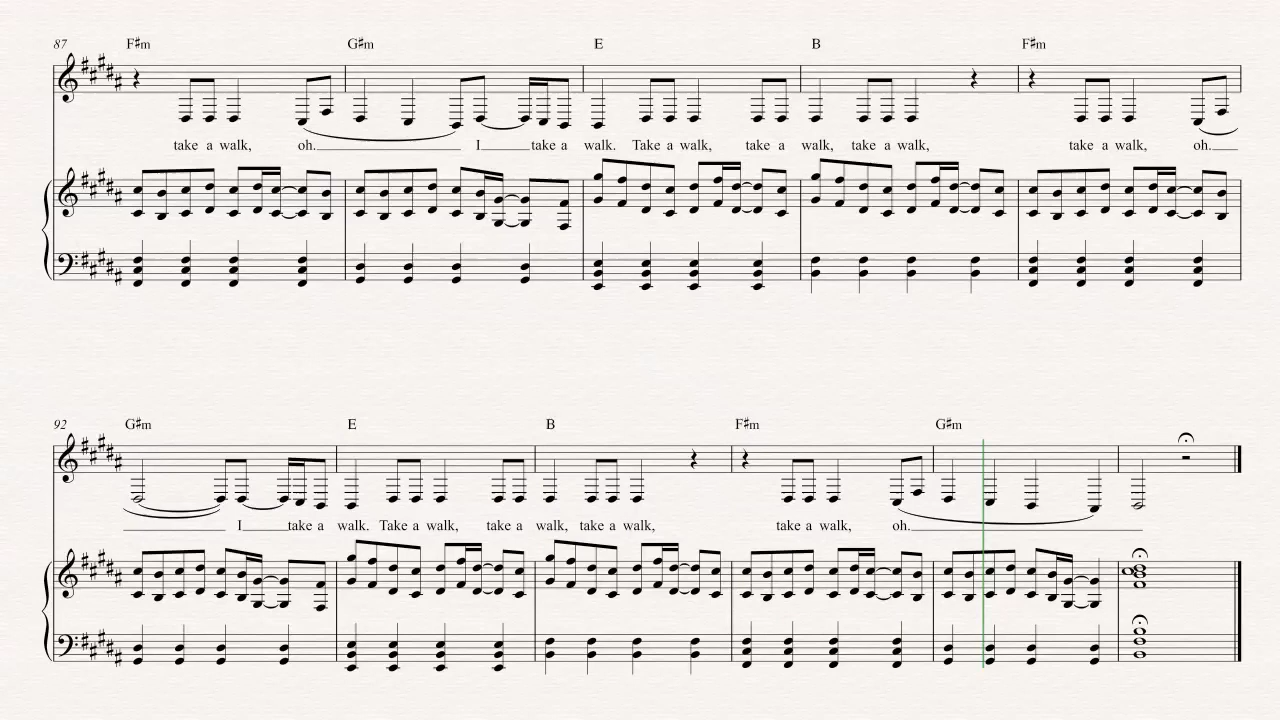 87 F♯m G♯m E B F♯m
take a walk, oh. I take a walk. Take a walk, take a walk, take a walk, take a walk, oh.
92 G♯m E B F♯m G♯m
I take a walk. Take a walk, take a walk, take a walk, take a walk, oh.